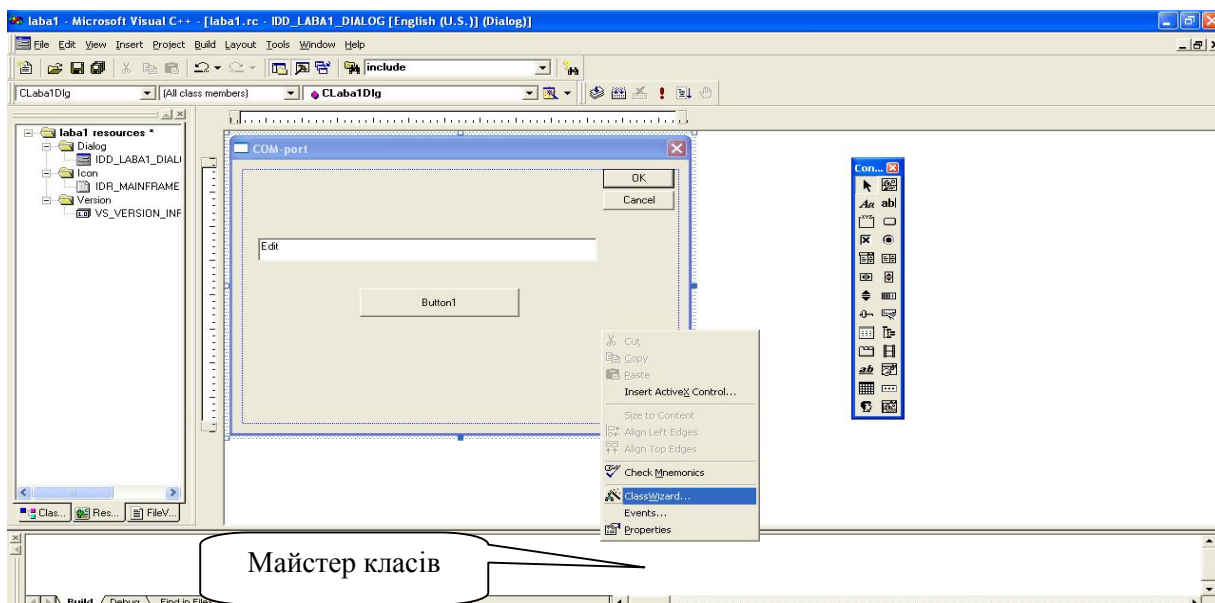 laba1 - Microsoft Visual C++ - [laba1.rc - IDD_LABA1_DIALOG [English (U.S.)] (Dialog)]
File Edit View Insert Project Build Layout Tools Window Help
include
CLaba1Dlg (All class members) CLaba1Dlg
laba1 resources *
Dialog
IDD_LABA1_DIAL
Icon
IDR_MAINFRAME
Version
VS_VERSION_INF
COM-port
OK
Cancel
Edit
Button1
Con...
Aa ab|
Cut
Copy
Paste
Insert ActiveX Control...
Size to Content
Align Left Edges
Align Top Edges
Check Mnemonics
ClassWizard...
Events...
Properties
Clas... Res... FileV...
Майстер класів
Build Debug Find in Files